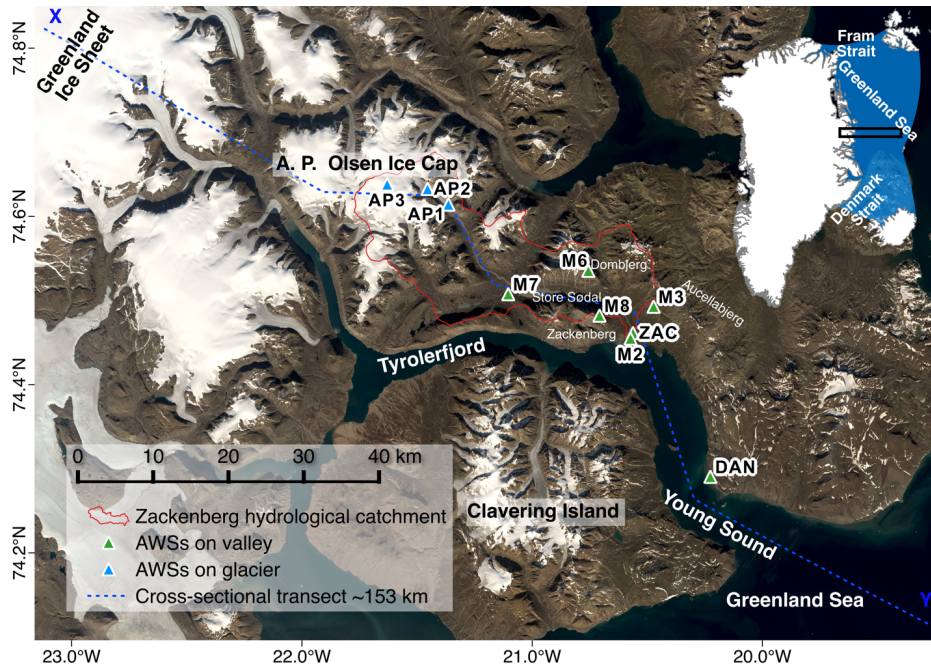 X
74.8°N
74.6°N
74.4°N
74.2°N
Greenland
Ice Sheet
A. P. Olsen Ice Cap
AP3
AP2
AP1
M6
Dombjerg
M7
Store Sødal
M8
M3
Aucellabjerg
Zackenberg
ZAC
M2
Tyrolerfjord
DAN
Clavering Island
Young Sound
Greenland Sea
Y
Fram
Strait
Greenland Sea
Denmark
Strait
0 10 20 30 40 km
Zackenberg hydrological catchment
AWSs on valley
AWSs on glacier
Cross-sectional transect ~153 km
23.0°W 22.0°W 21.0°W 20.0°W